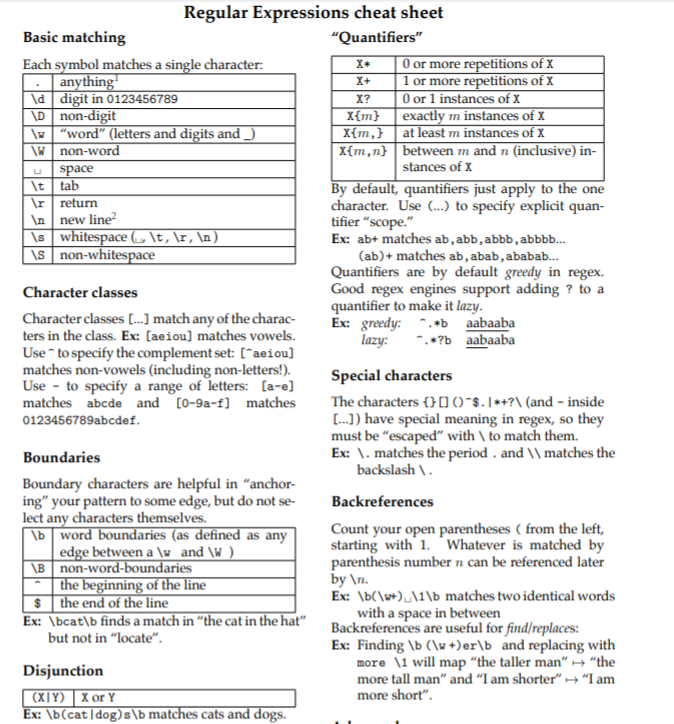 Regular Expressions cheat sheet
Basic matching
Each symbol matches a single character:
. anything¹
\d digit in 0123456789
\D non-digit
\w “word” (letters and digits and _)
\W non-word
␣ space
\t tab
\r return
\n new line²
\s whitespace (␣, \t, \r, \n)
\S non-whitespace
Character classes
Character classes [...] match any of the charac-
ters in the class. Ex: [aeiou] matches vowels.
Use ^ to specify the complement set: [^aeiou]
matches non-vowels (including non-letters!).
Use - to specify a range of letters: [a-e]
matches abcde and [0-9a-f] matches
0123456789abcdef.
Boundaries
Boundary characters are helpful in “anchor-
ing” your pattern to some edge, but do not se-
lect any characters themselves.
\b word boundaries (as defined as any
edge between a \w and \W )
\B non-word-boundaries
^ the beginning of the line
$ the end of the line
Ex: \bcat\b finds a match in “the cat in the hat”
but not in “locate”.
Disjunction
(X|Y) X or Y
Ex: \b(cat|dog)s\b matches cats and dogs.
“Quantifiers”
X* 0 or more repetitions of X
X+ 1 or more repetitions of X
X? 0 or 1 instances of X
X{m} exactly m instances of X
X{m,} at least m instances of X
X{m,n} between m and n (inclusive) in-
stances of X
By default, quantifiers just apply to the one
character. Use (...) to specify explicit quan-
tifier “scope.”
Ex: ab+ matches ab,abb,abbb,abbbb...
(ab)+ matches ab,abab,ababab...
Quantifiers are by default greedy in regex.
Good regex engines support adding ? to a
quantifier to make it lazy.
Ex: greedy: ^.*b aabaaba
lazy: ^.*?b aabaaba
Special characters
The characters {}[]()^$.|*+?\ (and - inside
[...]) have special meaning in regex, so they
must be “escaped” with \ to match them.
Ex: \. matches the period . and \\ matches the
backslash \.
Backreferences
Count your open parentheses ( from the left,
starting with 1. Whatever is matched by
parenthesis number n can be referenced later
by \n.
Ex: \b(\w+)␣\1\b matches two identical words
with a space in between
Backreferences are useful for find/replaces:
Ex: Finding \b (\w +)er\b and replacing with
more \1 will map “the taller man” ↦ “the
more tall man” and “I am shorter” ↦ “I am
more short”.